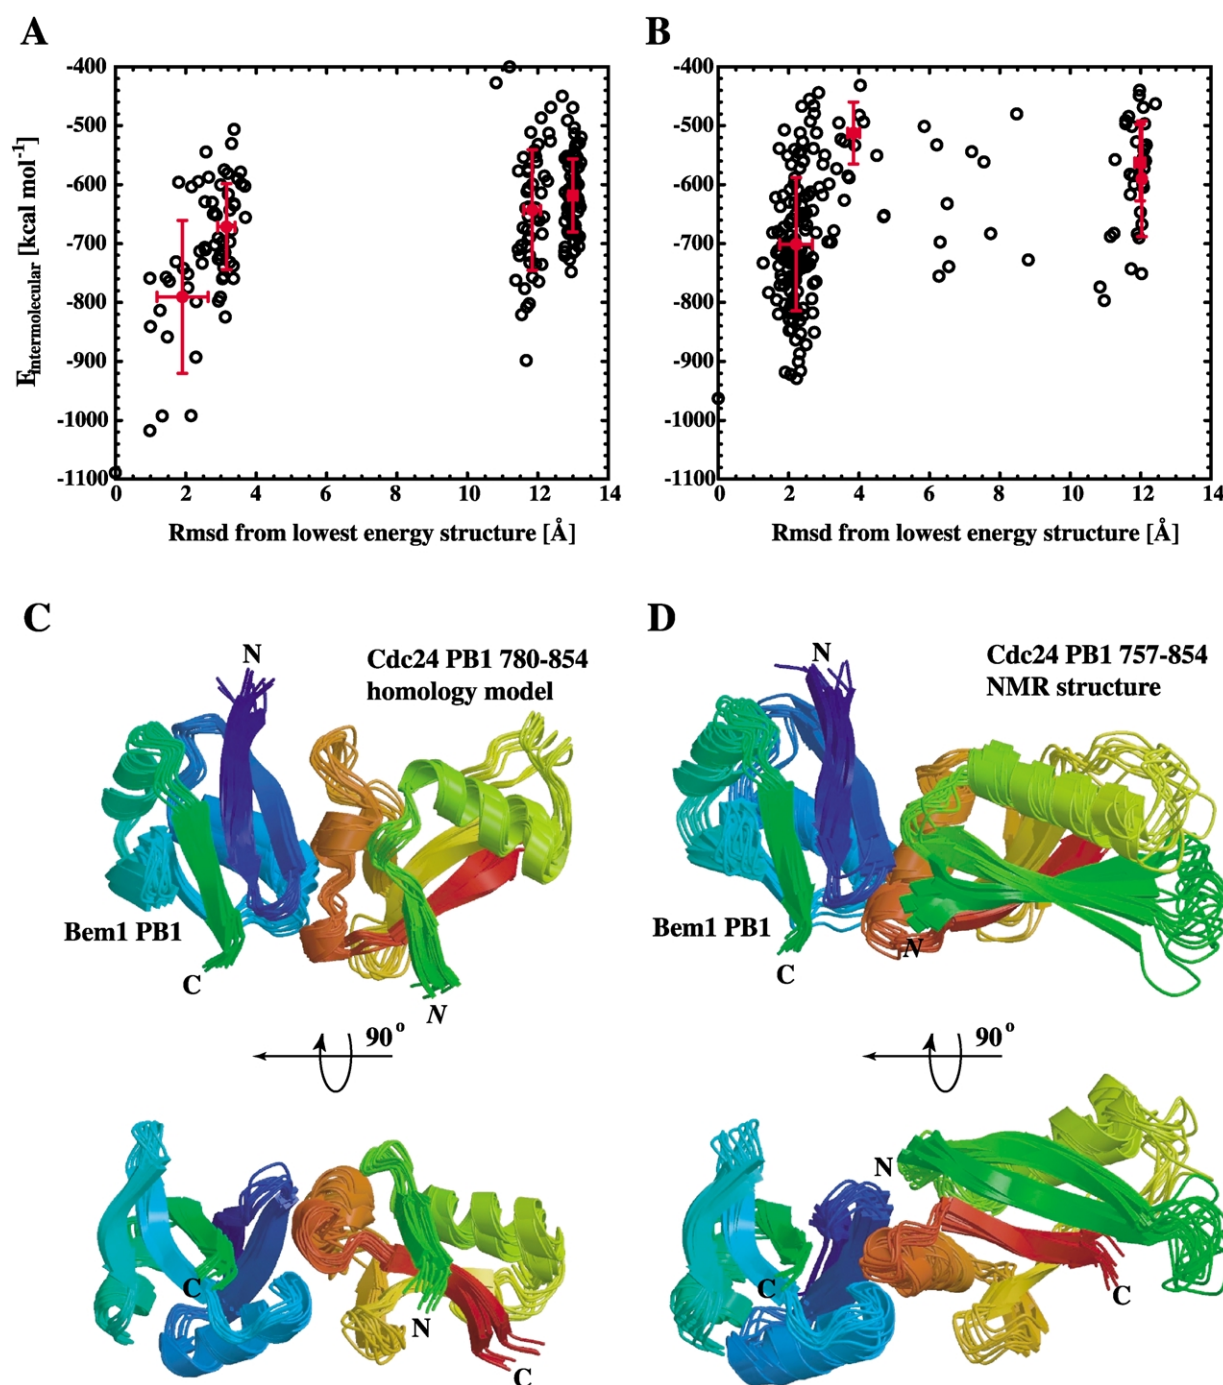 A
B
-400
-500
-600
-700
-800
-900
-1000
-1100
E_Intermolecular [kcal mol⁻¹]
0 2 4 6 8 10 12 14
Rmsd from lowest energy structure [Å]
-400
-500
-600
-700
-800
-900
-1000
-1100
0 2 4 6 8 10 12 14
Rmsd from lowest energy structure [Å]
C
N
Cdc24 PB1 780-854
homology model
Bem1 PB1
C
N
90°
C
N
C
D
N
Cdc24 PB1 757-854
NMR structure
Bem1 PB1
C
N
90°
N
C
C